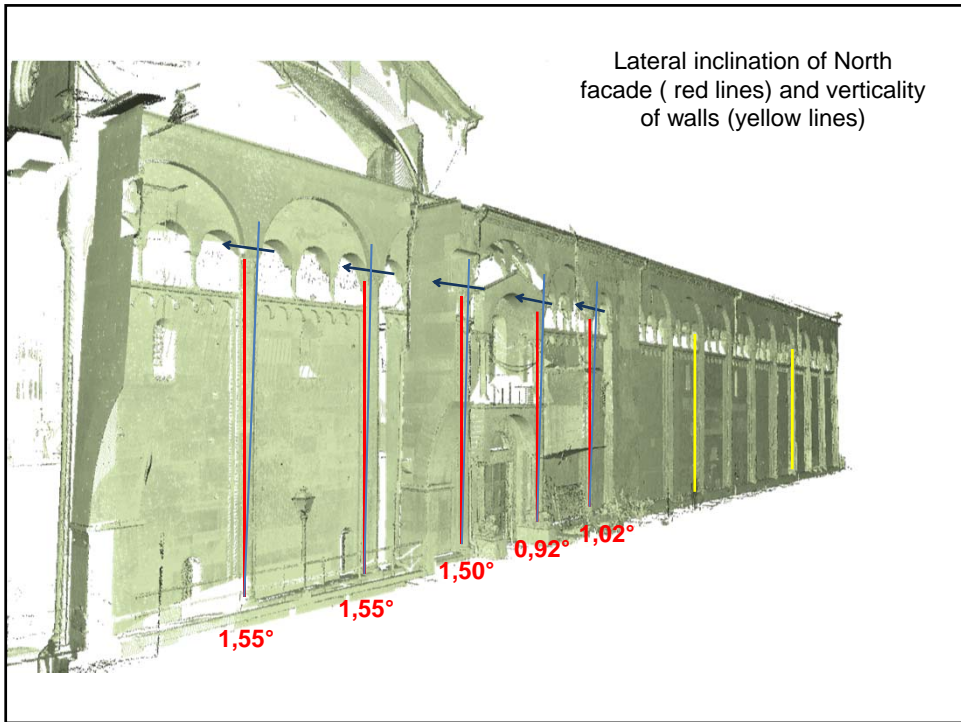 Lateral inclination of North
facade ( red lines) and verticality
of walls (yellow lines)
1,02°
0,92°
1,50°
1,55°
1,55°